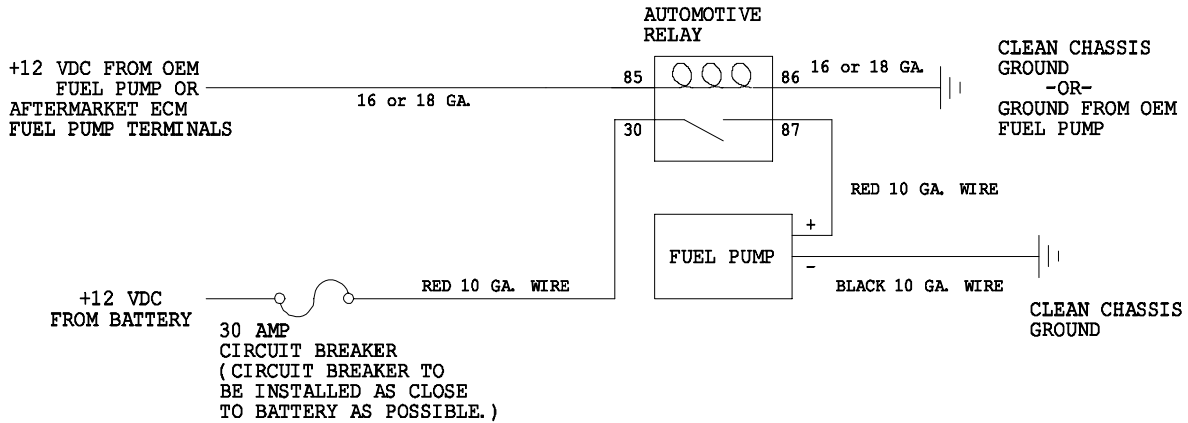 AUTOMOTIVE
RELAY
+12 VDC FROM OEM
FUEL PUMP OR
AFTERMARKET ECM
FUEL PUMP TERMINALS
16 or 18 GA.
85
86
16 or 18 GA.
CLEAN CHASSIS
GROUND
-OR-
GROUND FROM OEM
FUEL PUMP
30
87
RED 10 GA. WIRE
FUEL PUMP
+
-
BLACK 10 GA. WIRE
CLEAN CHASSIS
GROUND
+12 VDC
FROM BATTERY
RED 10 GA. WIRE
30 AMP
CIRCUIT BREAKER
(CIRCUIT BREAKER TO
BE INSTALLED AS CLOSE
TO BATTERY AS POSSIBLE.)